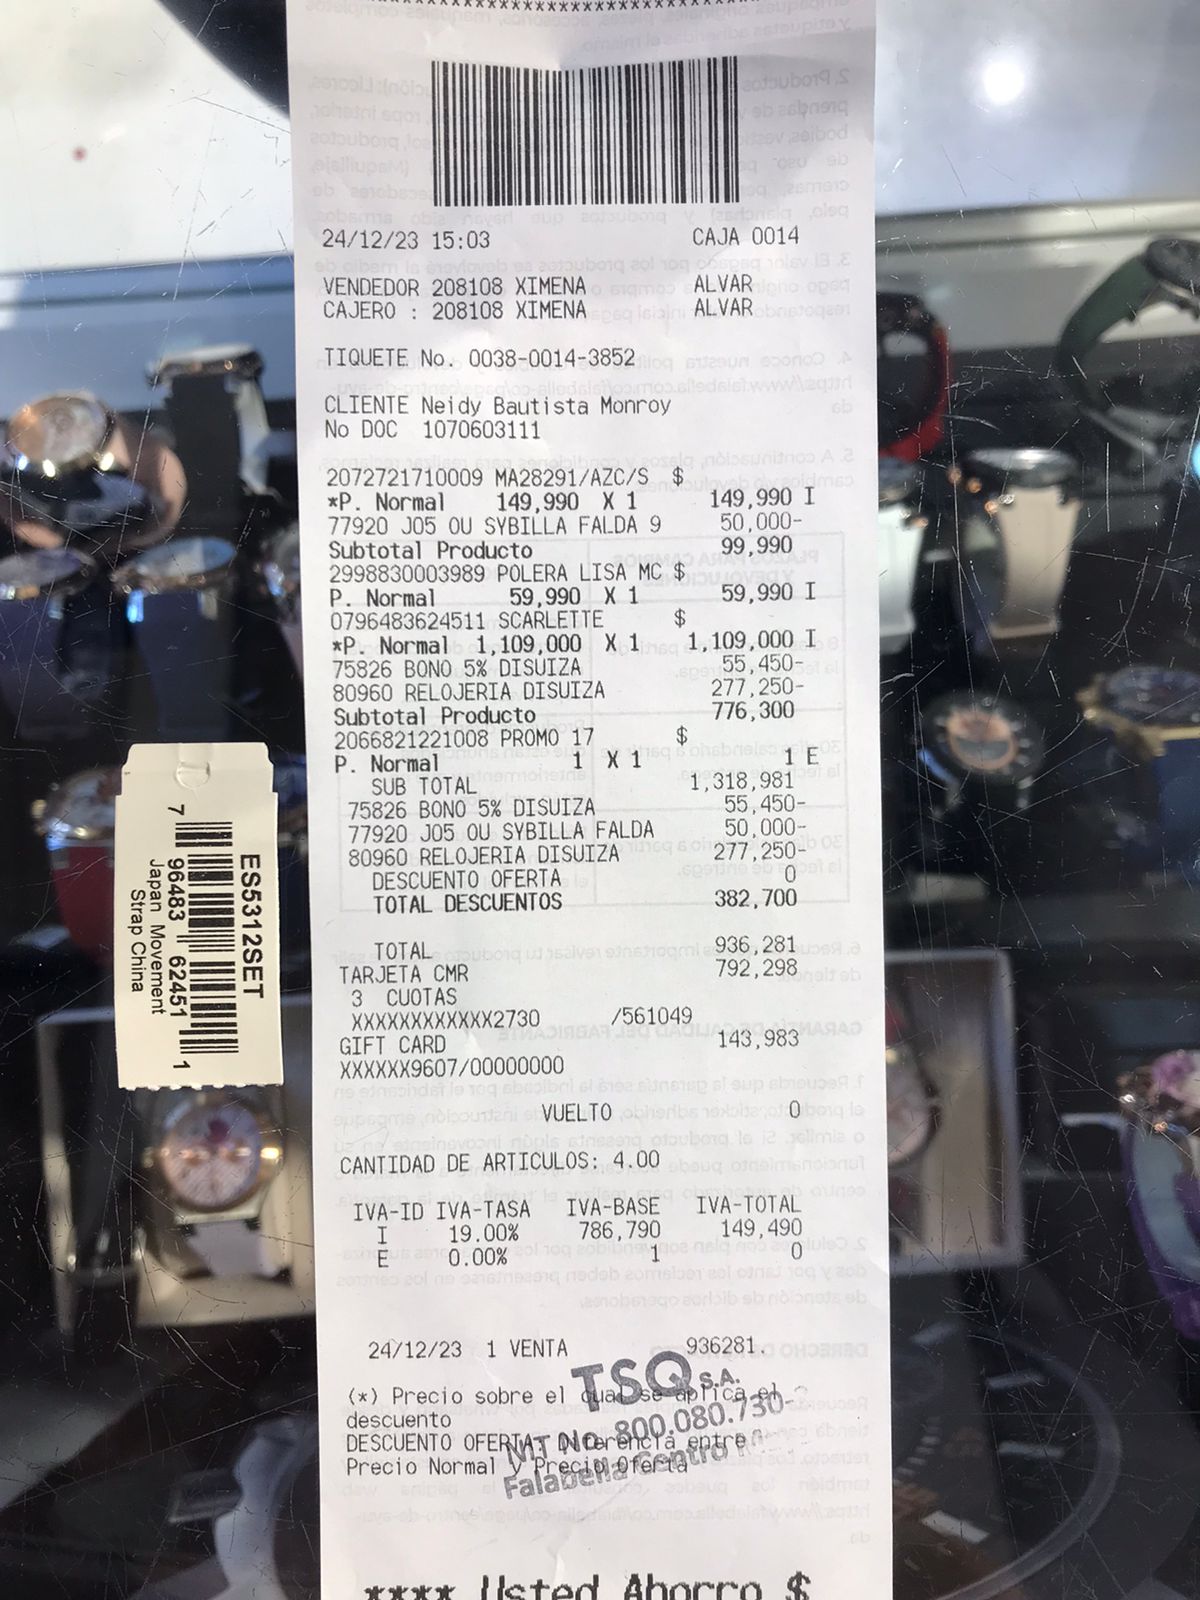 24/12/23 15:03 CAJA 0014
VENDEDOR 208108 XIMENA ALVAR
CAJERO : 208108 XIMENA ALVAR
TIQUETE No. 0038-0014-3852
CLIENTE Neidy Bautista Monroy
No DOC 1070603111
2072721710009 MA28291/AZC/S $
*P. Normal 149,990 X 1 149,990 I
77920 J05 OU SYBILLA FALDA 9 50,000-
Subtotal Producto 99,990
2998830003989 POLERA LISA MC $
P. Normal 59,990 X 1 59,990 I
0796483624511 SCARLETTE $
*P. Normal 1,109,000 X 1 1,109,000 I
75826 BONO 5% DISUIZA 55,450-
80960 RELOJERIA DISUIZA 277,250-
Subtotal Producto 776,300
2066821221008 PROMO 17 $
P. Normal 1 X 1 1 E
SUB TOTAL 1,318,981
75826 BONO 5% DISUIZA 55,450-
77920 J05 OU SYBILLA FALDA 50,000-
80960 RELOJERIA DISUIZA 277,250-
DESCUENTO OFERTA 0
TOTAL DESCUENTOS 382,700
TOTAL 936,281
TARJETA CMR 792,298
3 CUOTAS
XXXXXXXXXXXX2730 /561049
GIFT CARD 143,983
XXXXXX9607/00000000
VUELTO 0
CANTIDAD DE ARTICULOS: 4.00
IVA-ID IVA-TASA IVA-BASE IVA-TOTAL
I 19.00% 786,790 149,490
E 0.00% 1 0
24/12/23 1 VENTA 936281.
(*) Precio sobre el cual se aplica el
descuento
DESCUENTO OFERTA: Diferencia entre
Precio Normal y Precio Oferta
TSQ S.A.
NIT No. 800.080.730-
Falabella Centro
**** Usted Ahorro $
ES5312SET
7 96483 62451 1
Japan Movement
Strap China